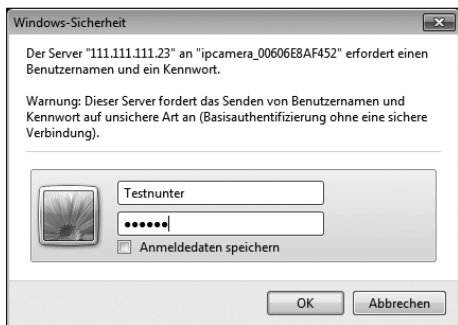 Windows-Sicherheit
Der Server "111.111.111.23" an "ipcamera_00606E8AF452" erfordert einen
Benutzernamen und ein Kennwort.
Warnung: Dieser Server fordert das Senden von Benutzernamen und
Kennwort auf unsichere Art an (Basisauthentifizierung ohne eine sichere
Verbindung).
Testnunter
●●●●●●
Anmeldedaten speichern
OK
Abbrechen